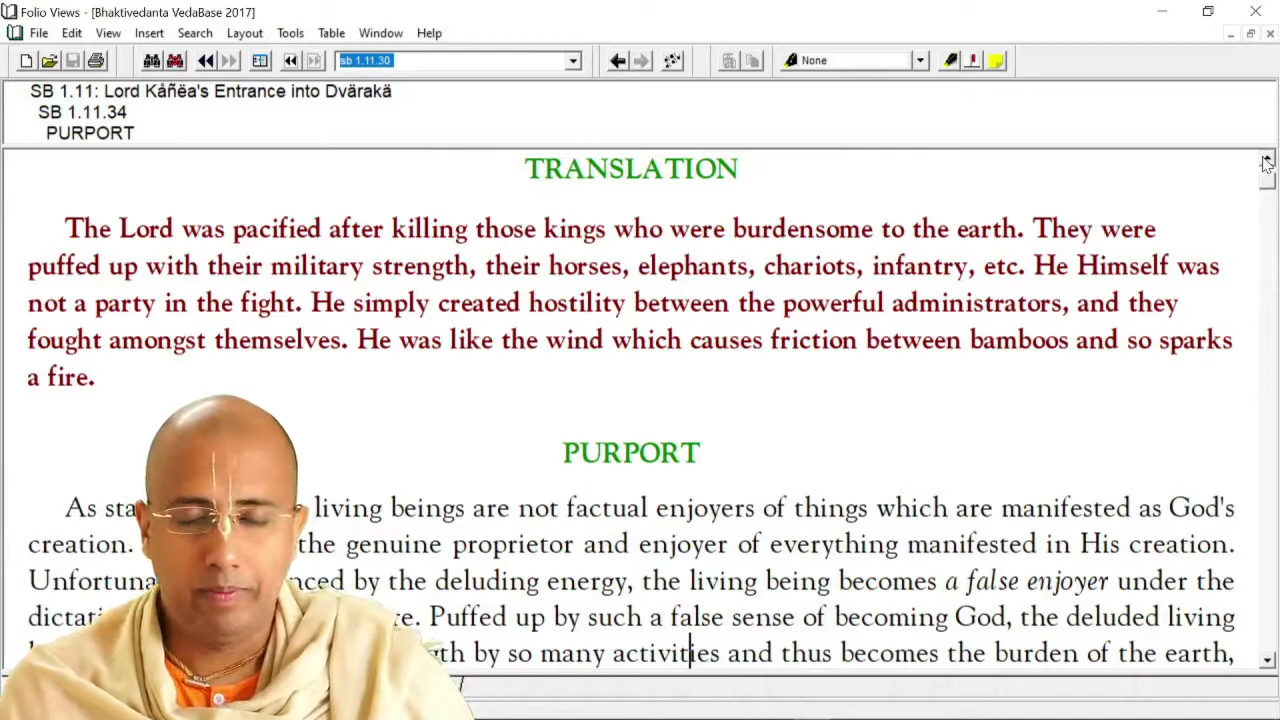 Folio Views - [Bhaktivedanta VedaBase 2017]
File Edit View Insert Search Layout Tools Table Window Help
sb 1.11.30
None
SB 1.11: Lord Kåñëa's Entrance into Dvärakä
SB 1.11.34
PURPORT
TRANSLATION
The Lord was pacified after killing those kings who were burdensome to the earth. They were
puffed up with their military strength, their horses, elephants, chariots, infantry, etc. He Himself was
not a party in the fight. He simply created hostility between the powerful administrators, and they
fought amongst themselves. He was like the wind which causes friction between bamboos and so sparks
a fire.
PURPORT
As living beings are not factual enjoyers of things which are manifested as God's
creation. the genuine proprietor and enjoyer of everything manifested in His creation.
by the deluding energy, the living being becomes a false enjoyer under the
Puffed up by such a false sense of becoming God, the deluded living
by so many activities and thus becomes the burden of the earth,